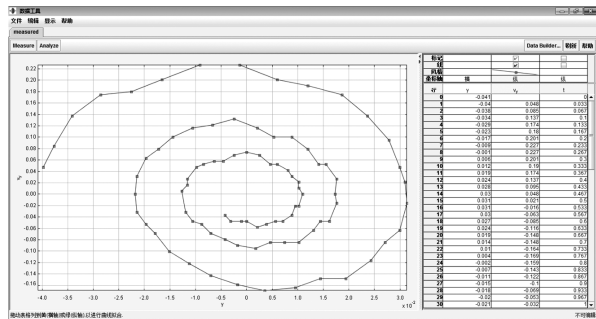 数据工具
文件 编辑 显示 帮助
measured
Measure Analyze
Data Builder... 刷新 帮助
标记
线
风格
坐标轴 横 纵 纵
行 Y vᵧ t
0 -0.041 0
1 -0.04 0.048 0.033
2 -0.038 0.085 0.067
3 -0.034 0.137 0.1
4 -0.028 0.174 0.133
5 -0.023 0.18 0.167
6 -0.017 0.201 0.2
7 -0.009 0.227 0.233
8 -0.001 0.227 0.267
9 0.006 0.201 0.3
10 0.012 0.19 0.333
11 0.019 0.174 0.367
12 0.024 0.137 0.4
13 0.028 0.095 0.433
14 0.03 0.048 0.467
15 0.031 0.021 0.5
16 0.031 -0.016 0.533
17 0.03 -0.063 0.567
18 0.027 -0.085 0.6
19 0.024 -0.116 0.633
20 0.019 -0.148 0.667
21 0.014 -0.148 0.7
22 0.01 -0.164 0.733
23 0.004 -0.169 0.767
24 -0.002 -0.159 0.8
25 -0.007 -0.143 0.833
26 -0.011 -0.122 0.867
27 -0.015 -0.1 0.9
28 -0.018 -0.069 0.933
29 -0.02 -0.053 0.967
30 -0.021 -0.032 1
0.22
0.20
0.18
0.16
0.14
0.12
0.10
0.08
0.06
0.04
0.02
0.00
-0.02
-0.04
-0.06
-0.08
-0.10
-0.12
-0.14
-0.16
vᵧ
-4.0 -3.5 -3.0 -2.5 -2.0 -1.5 -1.0 -0.5 0 0.5 1.0 1.5 2.0 2.5 3.0
Y
×10⁻²
拖动表格列到黄(横轴)或绿(纵轴)以进行曲线拟合.
不可编辑